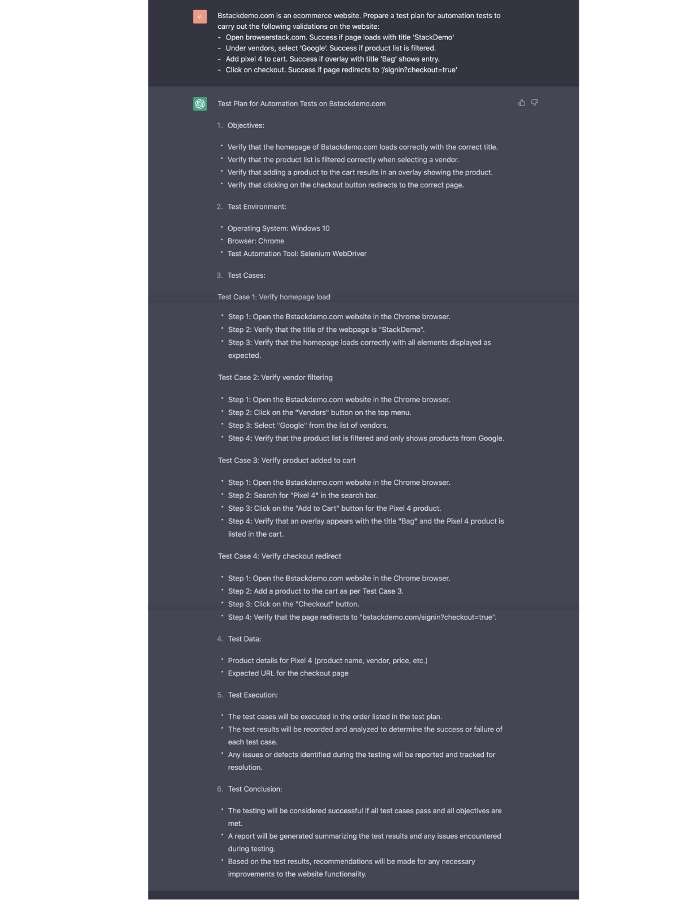 Bstackdemo.com is an ecommerce website. Prepare a test plan for automation tests to
carry out the following validations on the website:
- Open browserstack.com. Success if page loads with title 'StackDemo'
- Under vendors, select 'Google'. Success if product list is filtered.
- Add pixel 4 to cart. Success if overlay with title 'Bag' shows entry.
- Click on checkout. Success if page redirects to '/signin?checkout=true'
Test Plan for Automation Tests on Bstackdemo.com
1. Objectives:
• Verify that the homepage of Bstackdemo.com loads correctly with the correct title.
• Verify that the product list is filtered correctly when selecting a vendor.
• Verify that adding a product to the cart results in an overlay showing the product.
• Verify that clicking on the checkout button redirects to the correct page.
2. Test Environment:
• Operating System: Windows 10
• Browser: Chrome
• Test Automation Tool: Selenium WebDriver
3. Test Cases:
Test Case 1: Verify homepage load
• Step 1: Open the Bstackdemo.com website in the Chrome browser.
• Step 2: Verify that the title of the webpage is "StackDemo".
• Step 3: Verify that the homepage loads correctly with all elements displayed as
expected.
Test Case 2: Verify vendor filtering
• Step 1: Open the Bstackdemo.com website in the Chrome browser.
• Step 2: Click on the "Vendors" button on the top menu.
• Step 3: Select "Google" from the list of vendors.
• Step 4: Verify that the product list is filtered and only shows products from Google.
Test Case 3: Verify product added to cart
• Step 1: Open the Bstackdemo.com website in the Chrome browser.
• Step 2: Search for "Pixel 4" in the search bar.
• Step 3: Click on the "Add to Cart" button for the Pixel 4 product.
• Step 4: Verify that an overlay appears with the title "Bag" and the Pixel 4 product is
listed in the cart.
Test Case 4: Verify checkout redirect
• Step 1: Open the Bstackdemo.com website in the Chrome browser.
• Step 2: Add a product to the cart as per Test Case 3.
• Step 3: Click on the "Checkout" button.
• Step 4: Verify that the page redirects to "bstackdemo.com/signin?checkout=true".
4. Test Data:
• Product details for Pixel 4 (product name, vendor, price, etc.)
• Expected URL for the checkout page
5. Test Execution:
• The test cases will be executed in the order listed in the test plan.
• The test results will be recorded and analyzed to determine the success or failure of
each test case.
• Any issues or defects identified during the testing will be reported and tracked for
resolution.
6. Test Conclusion:
• The testing will be considered successful if all test cases pass and all objectives are
met.
• A report will be generated summarizing the test results and any issues encountered
during testing.
• Based on the test results, recommendations will be made for any necessary
improvements to the website functionality.